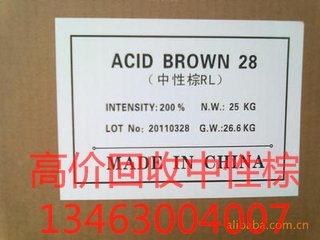 ACID BROWN 28
(中性棕RL)
INTENSITY: 200 % N.W.: 25 KG
LOT No: 20110328 G.W.:26.6 KG
高价回收中性棕
MADE IN CHINA
13463004007
alibaba.com.cn